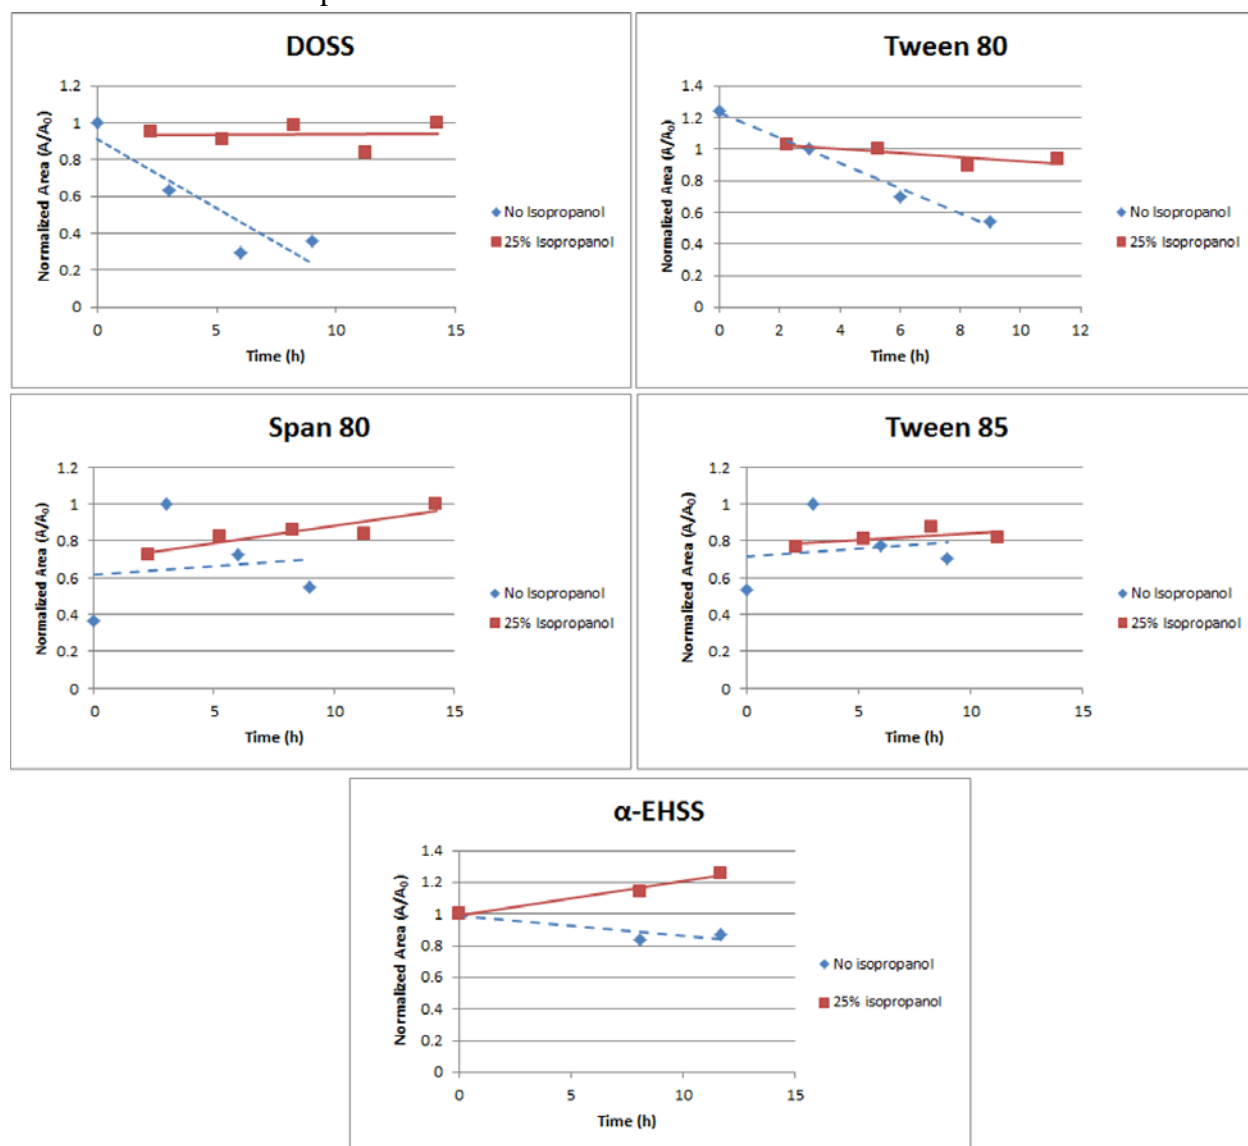 DOSS
Normalized Area (A/A₀)
1.2
1
0.8
0.6
0.4
0.2
0
0 5 10 15
Time (h)
No Isopropanol
25% Isopropanol
Tween 80
Normalized Area (A/A₀)
1.4
1.2
1
0.8
0.6
0.4
0.2
0
0 2 4 6 8 10 12
Time (h)
No Isopropanol
25% Isopropanol
Span 80
Normalized Area (A/A₀)
1.2
1
0.8
0.6
0.4
0.2
0
0 5 10 15
Time (h)
No Isopropanol
25% Isopropanol
Tween 85
Normalized Area (A/A₀)
1.2
1
0.8
0.6
0.4
0.2
0
0 5 10 15
Time (h)
No Isopropanol
25% Isopropanol
α-EHSS
Normalized Area (A/A₀)
1.4
1.2
1
0.8
0.6
0.4
0.2
0
0 5 10 15
Time (h)
No isopropanol
25% isopropanol